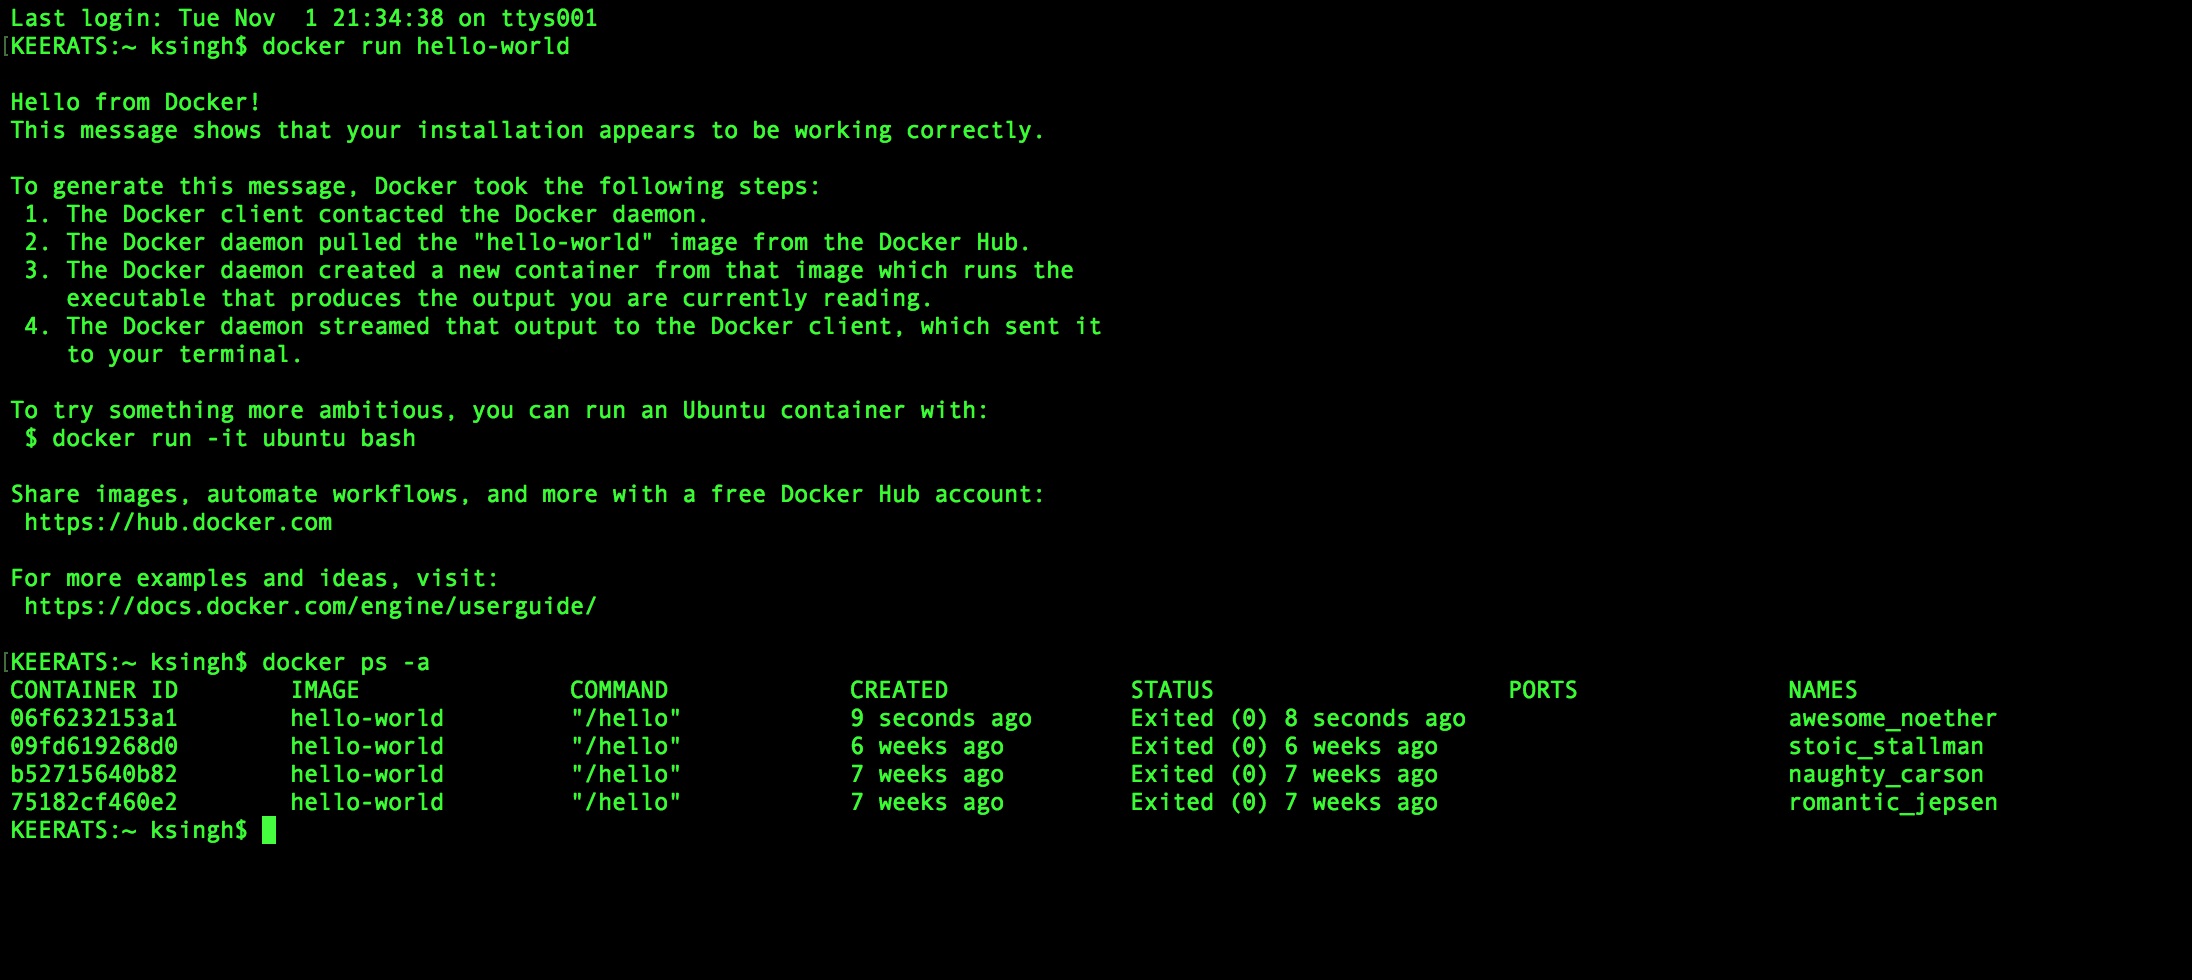 Last login: Tue Nov  1 21:34:38 on ttys001
[KEERATS:~ ksingh$ docker run hello-world
Hello from Docker!
This message shows that your installation appears to be working correctly.
To generate this message, Docker took the following steps:
 1. The Docker client contacted the Docker daemon.
 2. The Docker daemon pulled the "hello-world" image from the Docker Hub.
 3. The Docker daemon created a new container from that image which runs the
    executable that produces the output you are currently reading.
 4. The Docker daemon streamed that output to the Docker client, which sent it
    to your terminal.
To try something more ambitious, you can run an Ubuntu container with:
 $ docker run -it ubuntu bash
Share images, automate workflows, and more with a free Docker Hub account:
 https://hub.docker.com
For more examples and ideas, visit:
 https://docs.docker.com/engine/userguide/
[KEERATS:~ ksingh$ docker ps -a
CONTAINER ID        IMAGE               COMMAND             CREATED             STATUS                     PORTS               NAMES
06f6232153a1        hello-world         "/hello"            9 seconds ago       Exited (0) 8 seconds ago                       awesome_noether
09fd619268d0        hello-world         "/hello"            6 weeks ago         Exited (0) 6 weeks ago                         stoic_stallman
b52715640b82        hello-world         "/hello"            7 weeks ago         Exited (0) 7 weeks ago                         naughty_carson
75182cf460e2        hello-world         "/hello"            7 weeks ago         Exited (0) 7 weeks ago                         romantic_jepsen
KEERATS:~ ksingh$